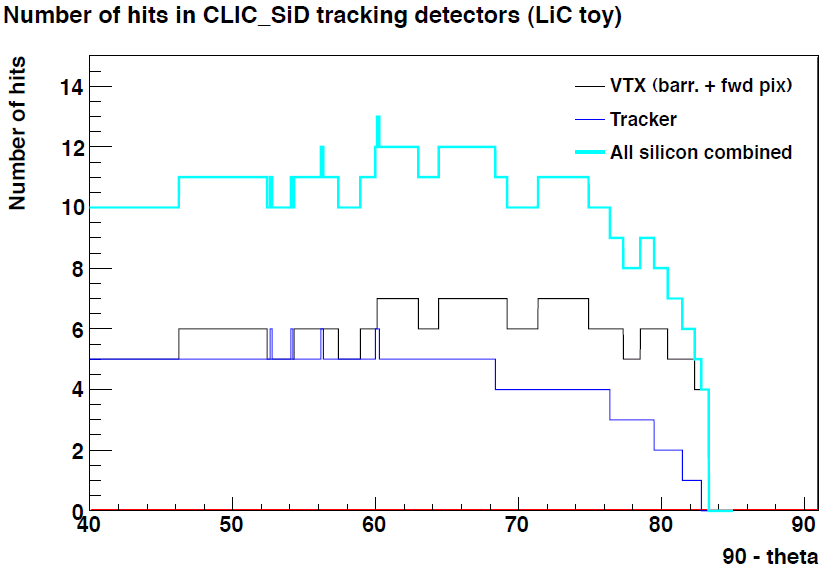 Number of hits in CLIC_SiD tracking detectors (LiC toy)
Number of hits
14
12
10
8
6
4
2
0
VTX (barr. + fwd pix)
Tracker
All silicon combined
40 50 60 70 80 90
90 - theta